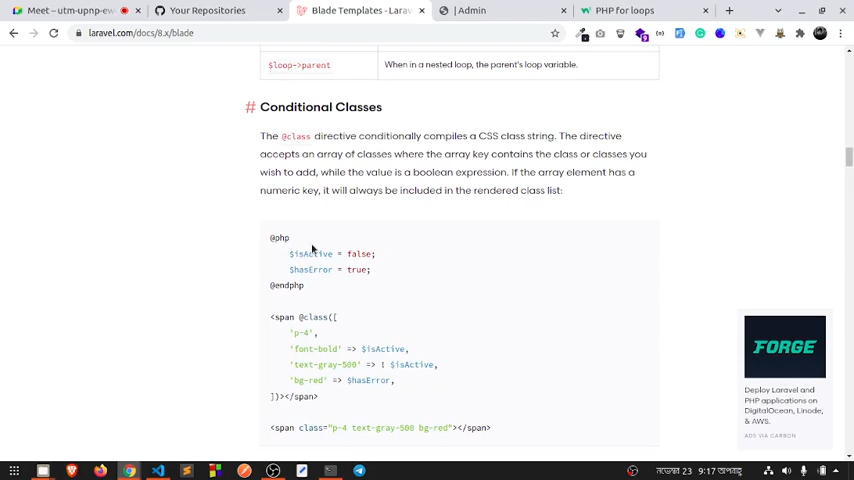 Meet – utm-upnp-ew
Your Repositories
Blade Templates - Larav
| Admin
PHP for loops
laravel.com/docs/8.x/blade
$loop->parent
When in a nested loop, the parent's loop variable.
# Conditional Classes
The @class directive conditionally compiles a CSS class string. The directive
accepts an array of classes where the array key contains the class or classes you
wish to add, while the value is a boolean expression. If the array element has a
numeric key, it will always be included in the rendered class list:
@php
$isActive = false;
$hasError = true;
@endphp
<span @class([
'p-4',
'font-bold' => $isActive,
'text-gray-500' => ! $isActive,
'bg-red' => $hasError,
])></span>
<span class="p-4 text-gray-500 bg-red"></span>
FORGE
Deploy Laravel and
PHP applications on
DigitalOcean, Linode,
& AWS.
ADS VIA CARBON
নভেম্বর 23 9:17 অপরাহ্ণ